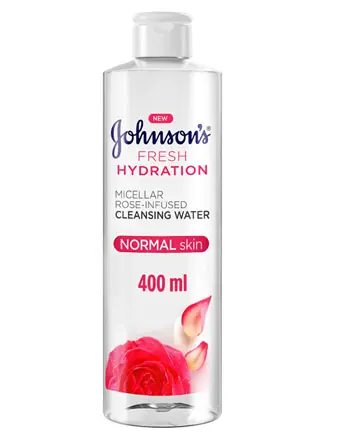 NEW
Johnson's®
FRESH
HYDRATION
MICELLAR
ROSE-INFUSED
CLEANSING WATER
NORMAL skin
400 ml